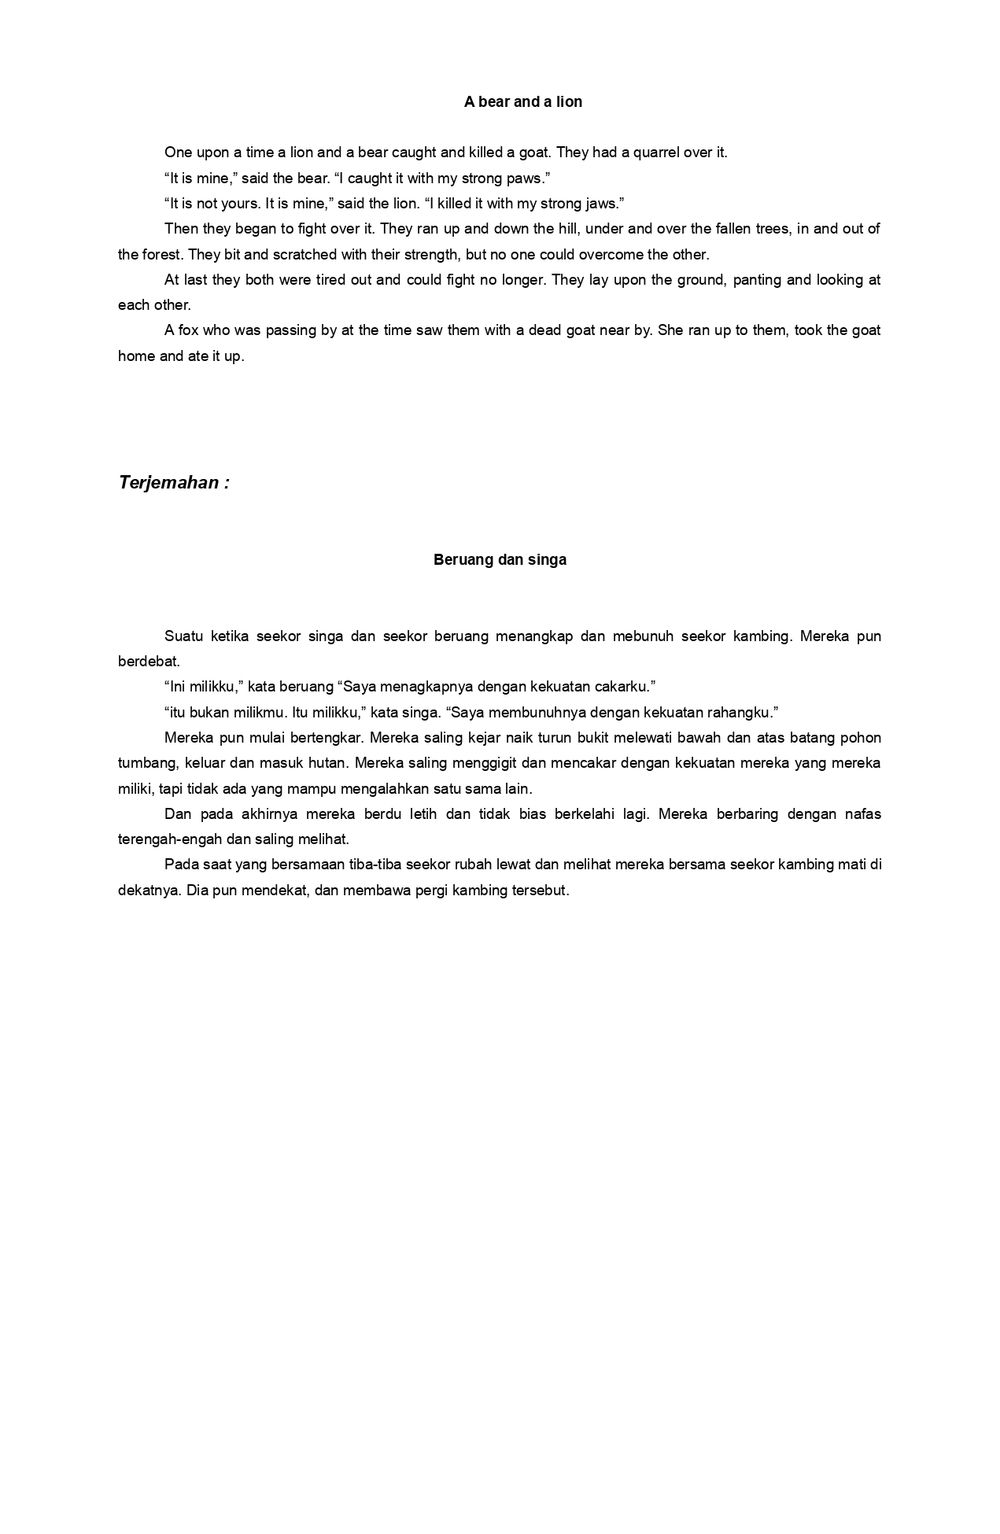 A bear and a lion
One upon a time a lion and a bear caught and killed a goat. They had a quarrel over it.
“It is mine,” said the bear. “I caught it with my strong paws.”
“It is not yours. It is mine,” said the lion. “I killed it with my strong jaws.”
Then they began to fight over it. They ran up and down the hill, under and over the fallen trees, in and out of
the forest. They bit and scratched with their strength, but no one could overcome the other.
At last they both were tired out and could fight no longer. They lay upon the ground, panting and looking at
each other.
A fox who was passing by at the time saw them with a dead goat near by. She ran up to them, took the goat
home and ate it up.
Terjemahan :
Beruang dan singa
Suatu ketika seekor singa dan seekor beruang menangkap dan mebunuh seekor kambing. Mereka pun
berdebat.
“Ini milikku,” kata beruang “Saya menagkapnya dengan kekuatan cakarku.”
“itu bukan milikmu. Itu milikku,” kata singa. “Saya membunuhnya dengan kekuatan rahangku.”
Mereka pun mulai bertengkar. Mereka saling kejar naik turun bukit melewati bawah dan atas batang pohon
tumbang, keluar dan masuk hutan. Mereka saling menggigit dan mencakar dengan kekuatan mereka yang mereka
miliki, tapi tidak ada yang mampu mengalahkan satu sama lain.
Dan pada akhirnya mereka berdu letih dan tidak bias berkelahi lagi. Mereka berbaring dengan nafas
terengah-engah dan saling melihat.
Pada saat yang bersamaan tiba-tiba seekor rubah lewat dan melihat mereka bersama seekor kambing mati di
dekatnya. Dia pun mendekat, dan membawa pergi kambing tersebut.